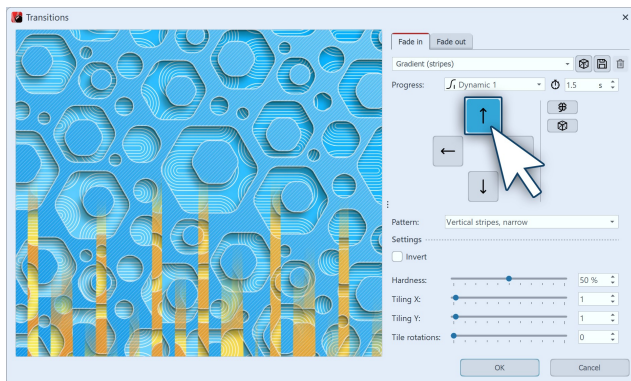 Transitions
Fade in Fade out
Gradient (stripes)
Progress: Dynamic 1 1.5 s
Pattern: Vertical stripes, narrow
Settings
Invert
Hardness: 50 %
Tiling X: 1
Tiling Y: 1
Tile rotations: 0
OK Cancel